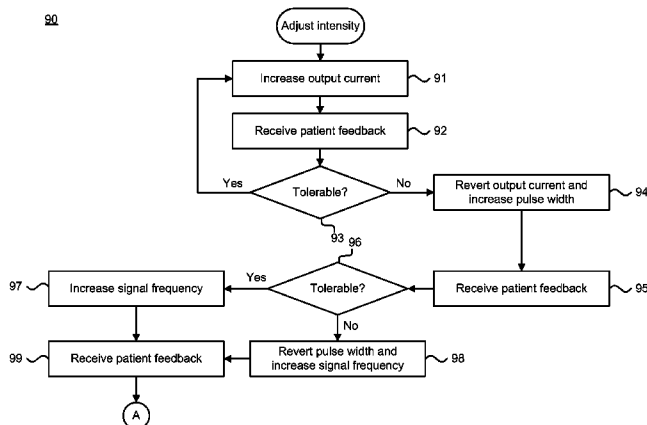 90
Adjust intensity
Increase output current
91
Receive patient feedback
92
Yes
Tolerable?
No
93
Revert output current and
increase pulse width
94
96
97
Increase signal frequency
Yes
Tolerable?
Receive patient feedback
95
No
99
Receive patient feedback
Revert pulse width and
increase signal frequency
98
A